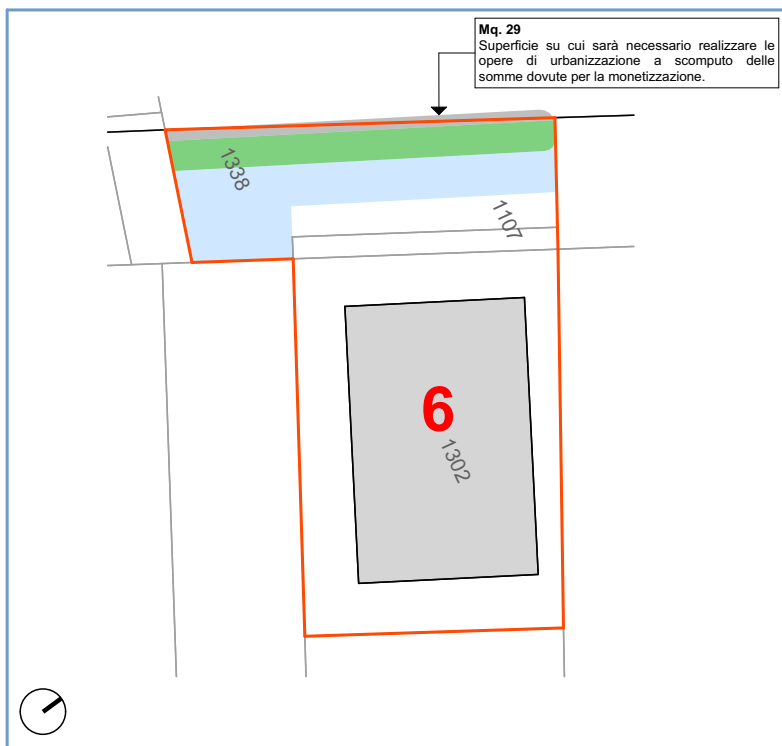 Mq. 29
Superficie su cui sarà necessario realizzare le
opere di urbanizzazione a scomputo delle
somme dovute per la monetizzazione.
1338
1107
6
1302